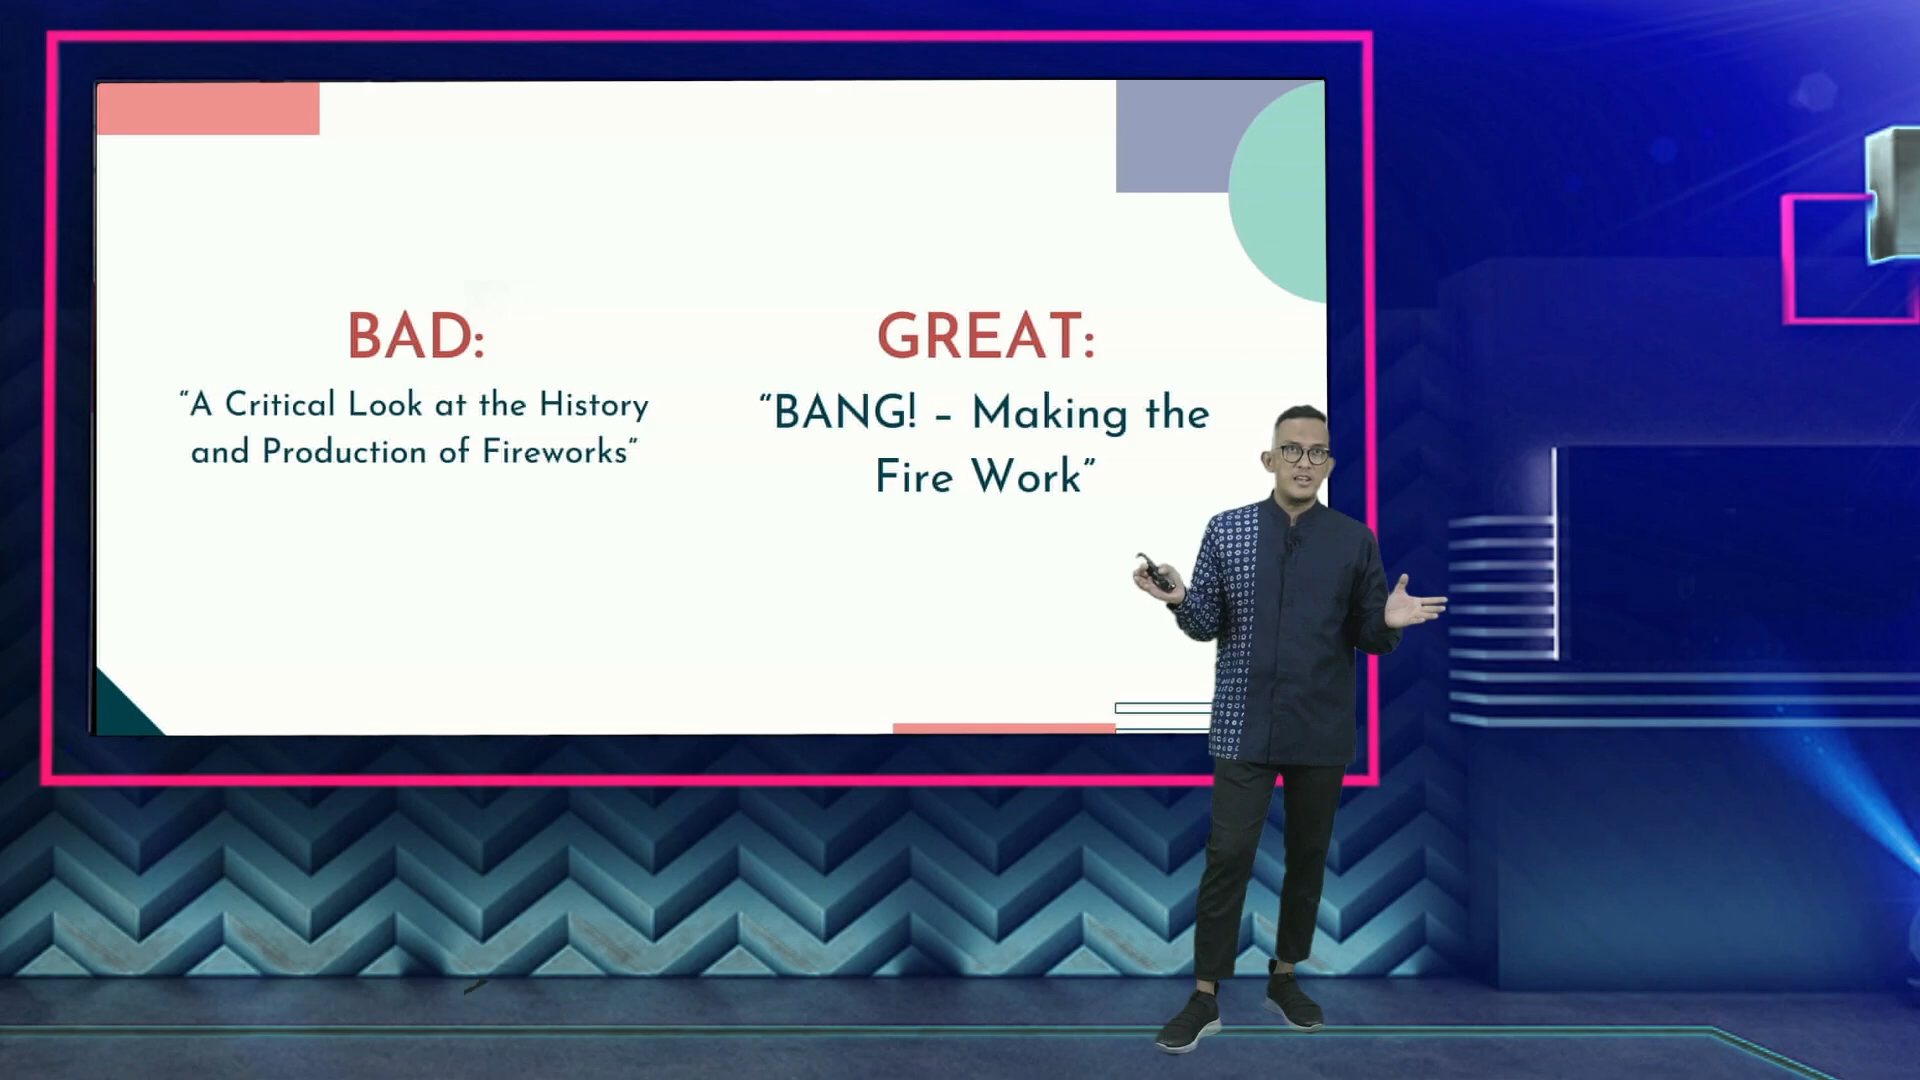 BAD:
“A Critical Look at the History
and Production of Fireworks”
GREAT:
“BANG! – Making the
Fire Work”